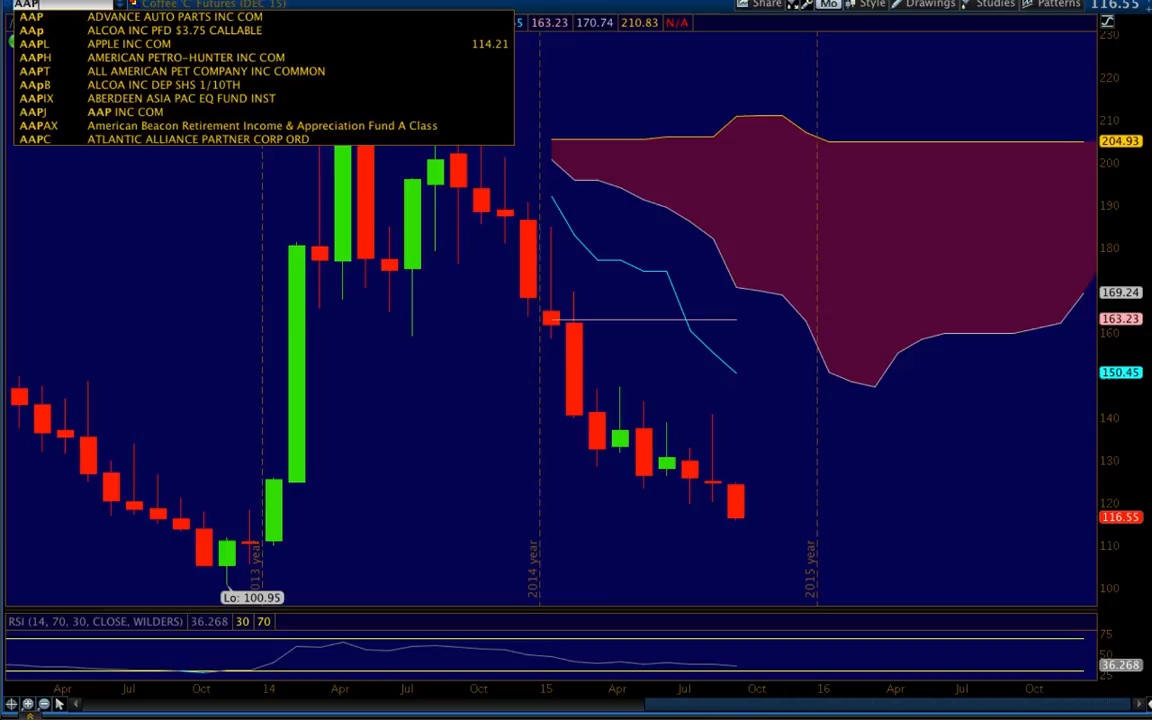 AAP Coffee 'C' Futures (DEC 15) Share Mo Style Drawings Studies Patterns 116.55
AAP ADVANCE AUTO PARTS INC COM
AAp ALCOA INC PFD $3.75 CALLABLE
AAPL APPLE INC COM 114.21
AAPH AMERICAN PETRO-HUNTER INC COM
AAPT ALL AMERICAN PET COMPANY INC COMMON
AApB ALCOA INC DEP SHS 1/10TH
AAPIX ABERDEEN ASIA PAC EQ FUND INST
AAPJ AAP INC COM
AAPAX American Beacon Retirement Income & Appreciation Fund A Class
AAPC ATLANTIC ALLIANCE PARTNER CORP ORD
163.23 170.74 210.83 N/A
230
220
210
204.93
200
190
180
169.24
163.23
160
150.45
140
130
120
116.55
110
100
2013 year
2014 year
2015 year
Lo: 100.95
RSI (14, 70, 30, CLOSE, WILDERS) 36.268 30 70
75
50
36.268
25
Apr Jul Oct 14 Apr Jul Oct 15 Apr Jul Oct 16 Apr Jul Oct